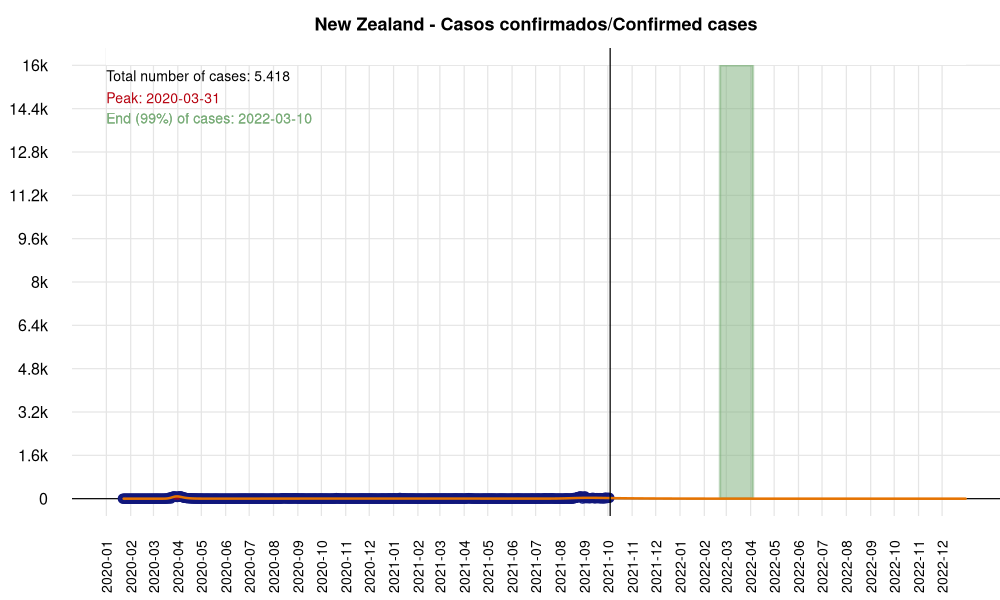 New Zealand - Casos confirmados/Confirmed cases
Total number of cases: 5.418
Peak: 2020-03-31
End (99%) of cases: 2022-03-10
16k
14.4k
12.8k
11.2k
9.6k
8k
6.4k
4.8k
3.2k
1.6k
0
2020-01
2020-02
2020-03
2020-04
2020-05
2020-06
2020-07
2020-08
2020-09
2020-10
2020-11
2020-12
2021-01
2021-02
2021-03
2021-04
2021-05
2021-06
2021-07
2021-08
2021-09
2021-10
2021-11
2021-12
2022-01
2022-02
2022-03
2022-04
2022-05
2022-06
2022-07
2022-08
2022-09
2022-10
2022-11
2022-12